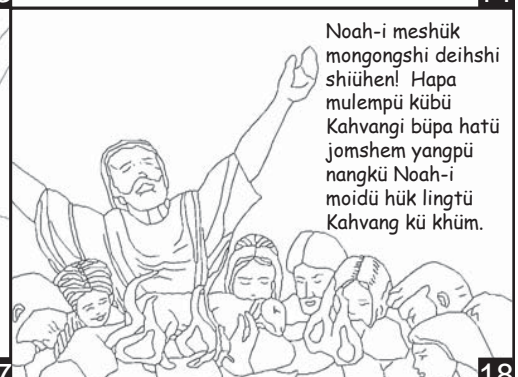 Noah-i meshük
mongongshi deihshi
shiühen! Hapa
mulempü kübü
Kahvangi büpa hatü
jomshem yangpü
nangkü Noah-i
moidü hük lingtü
Kahvang kü khüm.
18